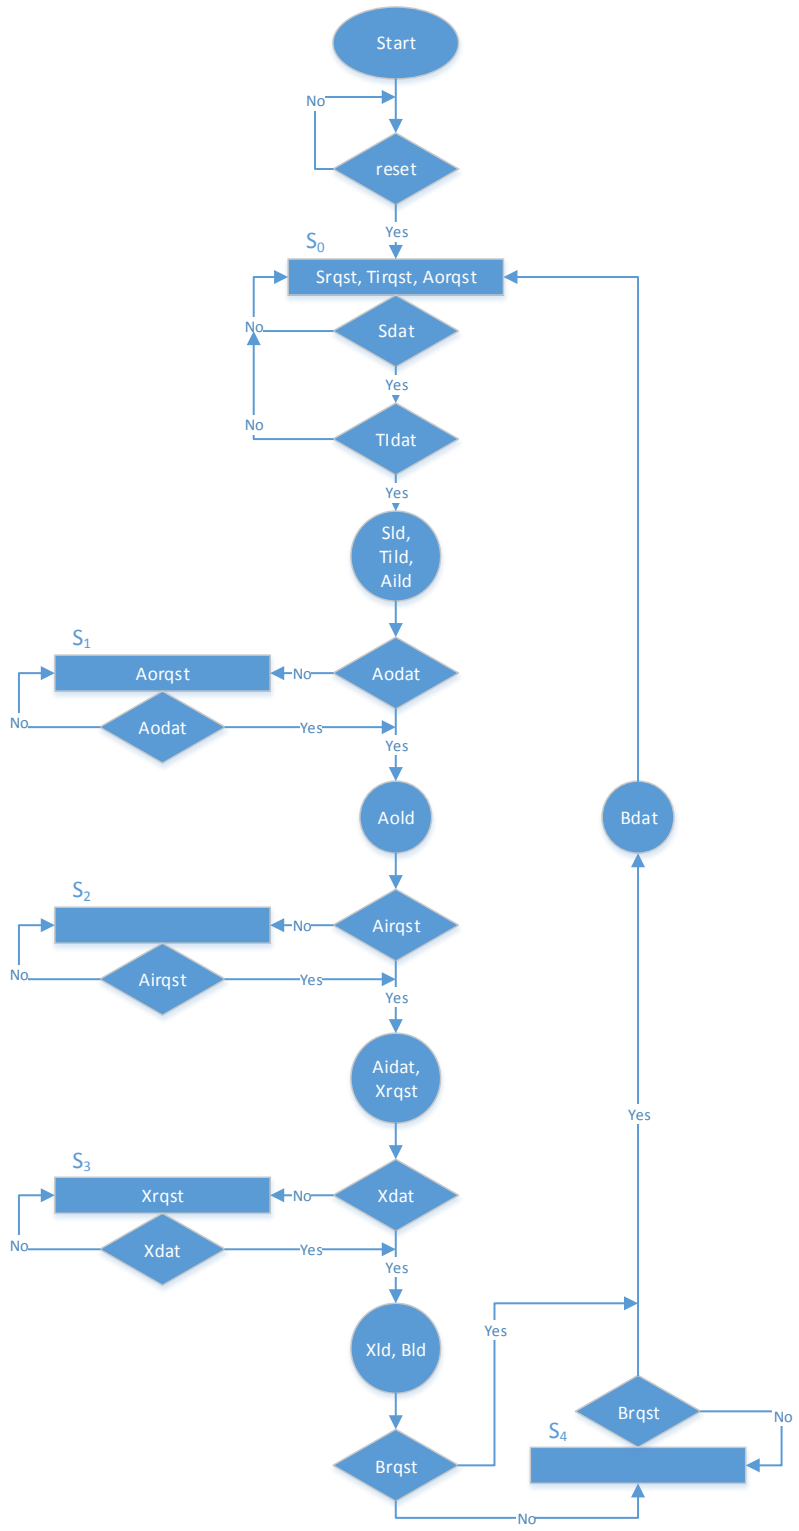 Start
No
reset
Yes
S0
Srqst, Tirqst, Aorqst
Sdat
No
Yes
TIdat
No
Yes
Sld,
Tild,
Aild
S1
Aorqst
No
Aodat
No
Aodat
Yes
Yes
Aold
Bdat
S2
No
Airqst
No
Airqst
Yes
Yes
Aidat,
Xrqst
Yes
S3
Xrqst
No
Xdat
No
Xdat
Yes
Yes
Xld, Bld
Yes
Brqst
No
S4
Brqst
No